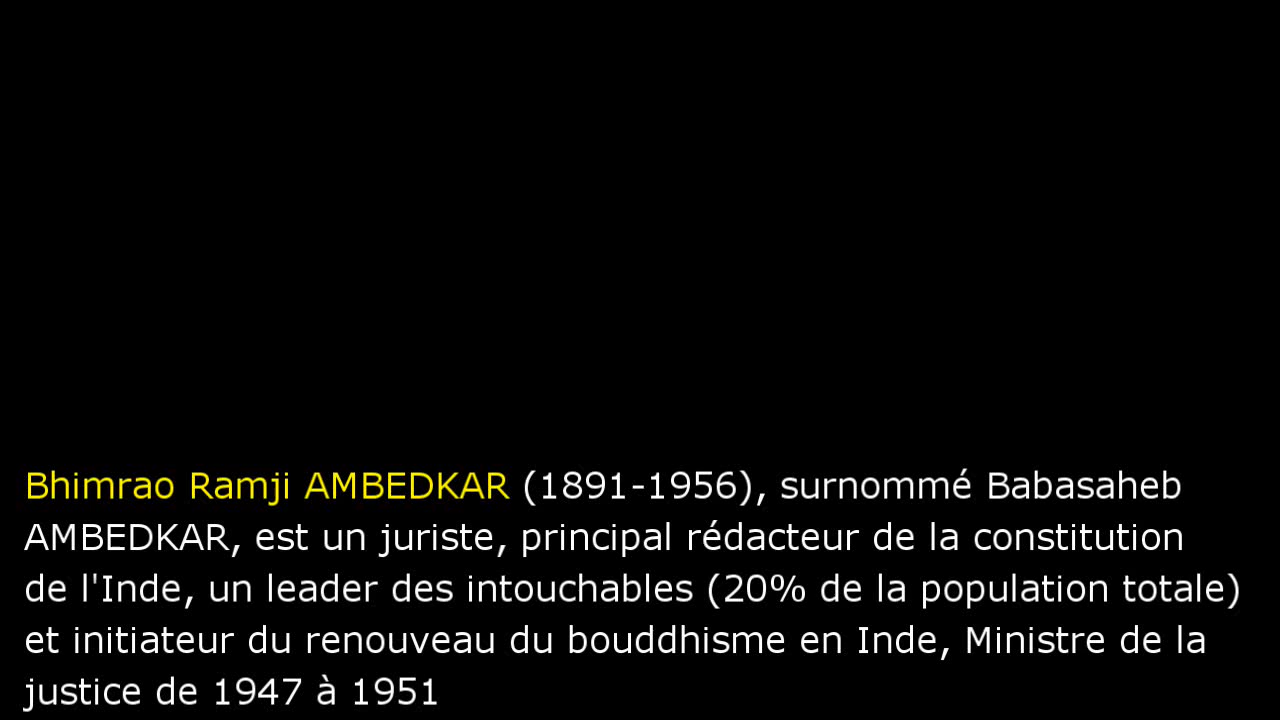 Bhimrao Ramji AMBEDKAR (1891-1956), surnommé Babasaheb
AMBEDKAR, est un juriste, principal rédacteur de la constitution
de l'Inde, un leader des intouchables (20% de la population totale)
et initiateur du renouveau du bouddhisme en Inde, Ministre de la
justice de 1947 à 1951